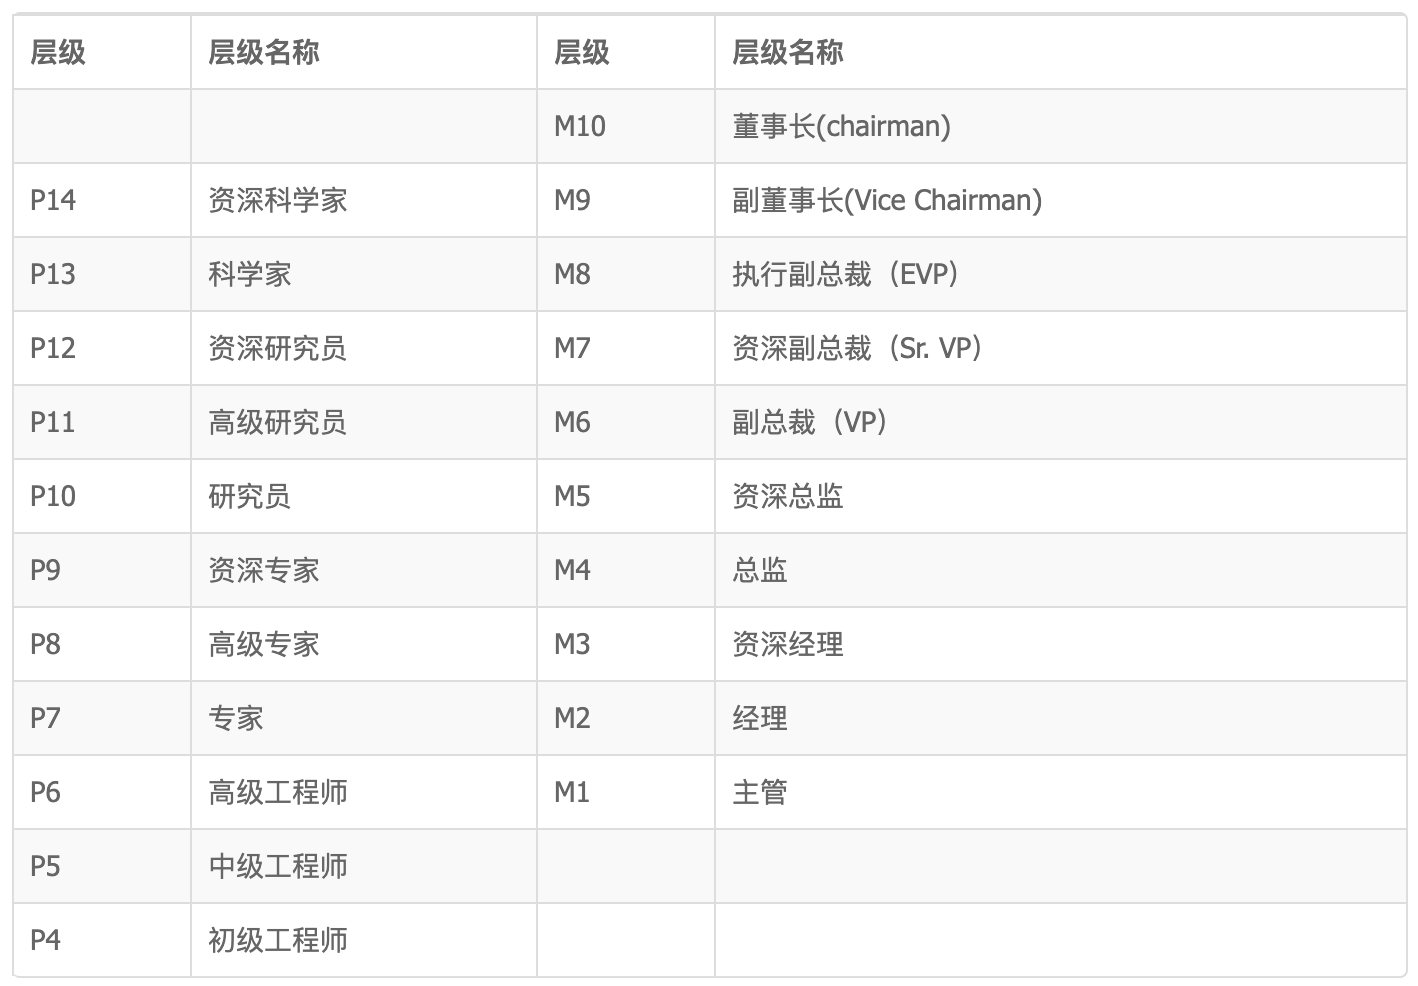 层级 层级名称 层级 层级名称
M10 董事长(chairman)
P14 资深科学家 M9 副董事长(Vice Chairman)
P13 科学家 M8 执行副总裁（EVP）
P12 资深研究员 M7 资深副总裁（Sr. VP）
P11 高级研究员 M6 副总裁（VP）
P10 研究员 M5 资深总监
P9 资深专家 M4 总监
P8 高级专家 M3 资深经理
P7 专家 M2 经理
P6 高级工程师 M1 主管
P5 中级工程师
P4 初级工程师